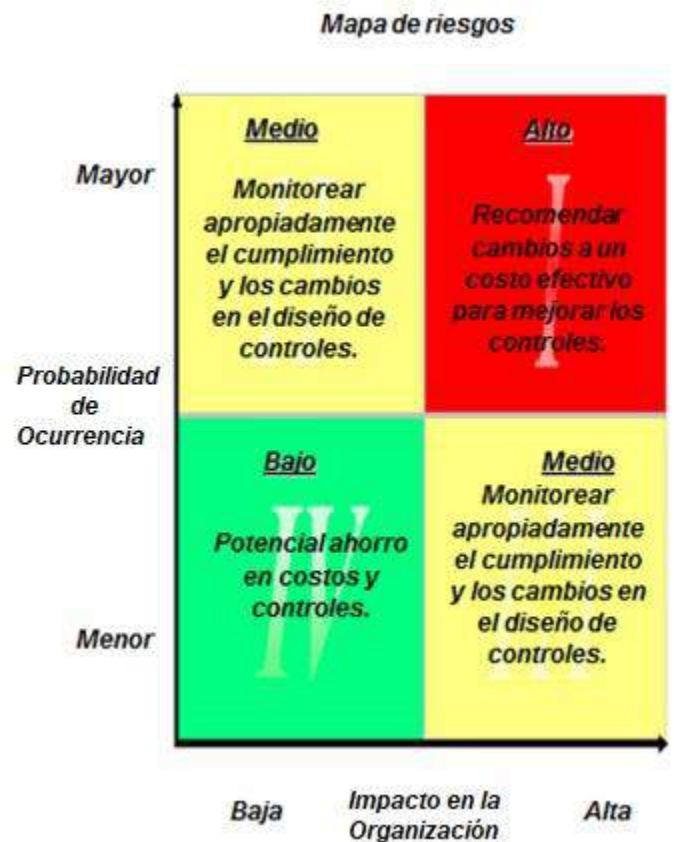 Mapa de riesgos
Mayor
Medio
Monitorear
apropiadamente
el cumplimiento
y los cambios
en el diseño de
controles.
Alto
I
Recomendar
cambios a un
costo efectivo
para mejorar los
controles.
Probabilidad
de
Ocurrencia
Bajo
IV
Potencial ahorro
en costos y
controles.
Medio
III
Monitorear
apropiadamente
el cumplimiento
y los cambios en
el diseño de
controles.
Menor
Baja
Impacto en la
Organización
Alta